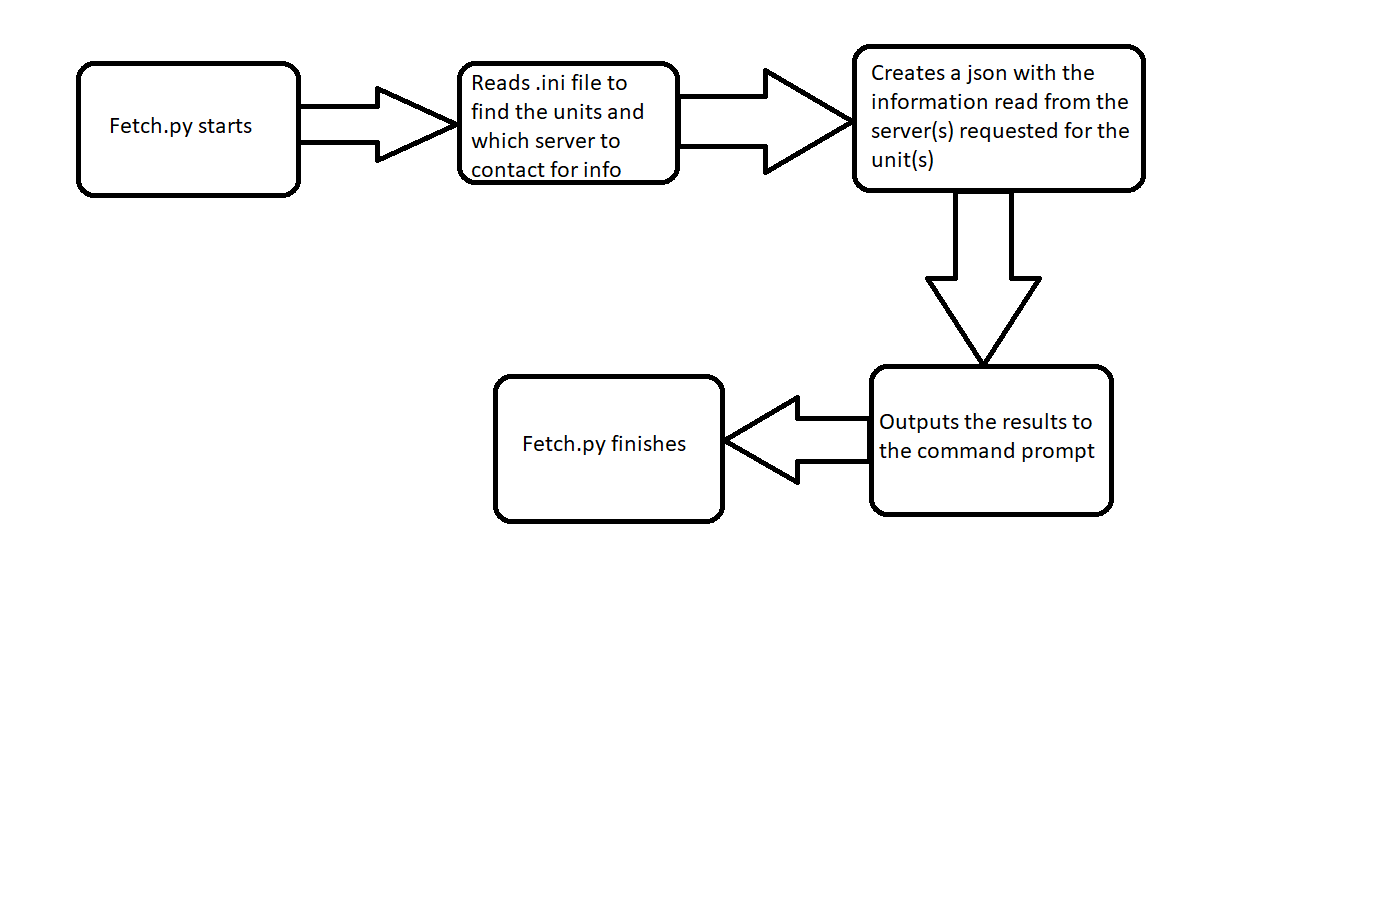 Fetch.py starts
Reads .ini file to
find the units and
which server to
contact for info
Creates a json with the
information read from the
server(s) requested for the
unit(s)
Outputs the results to
the command prompt
Fetch.py finishes